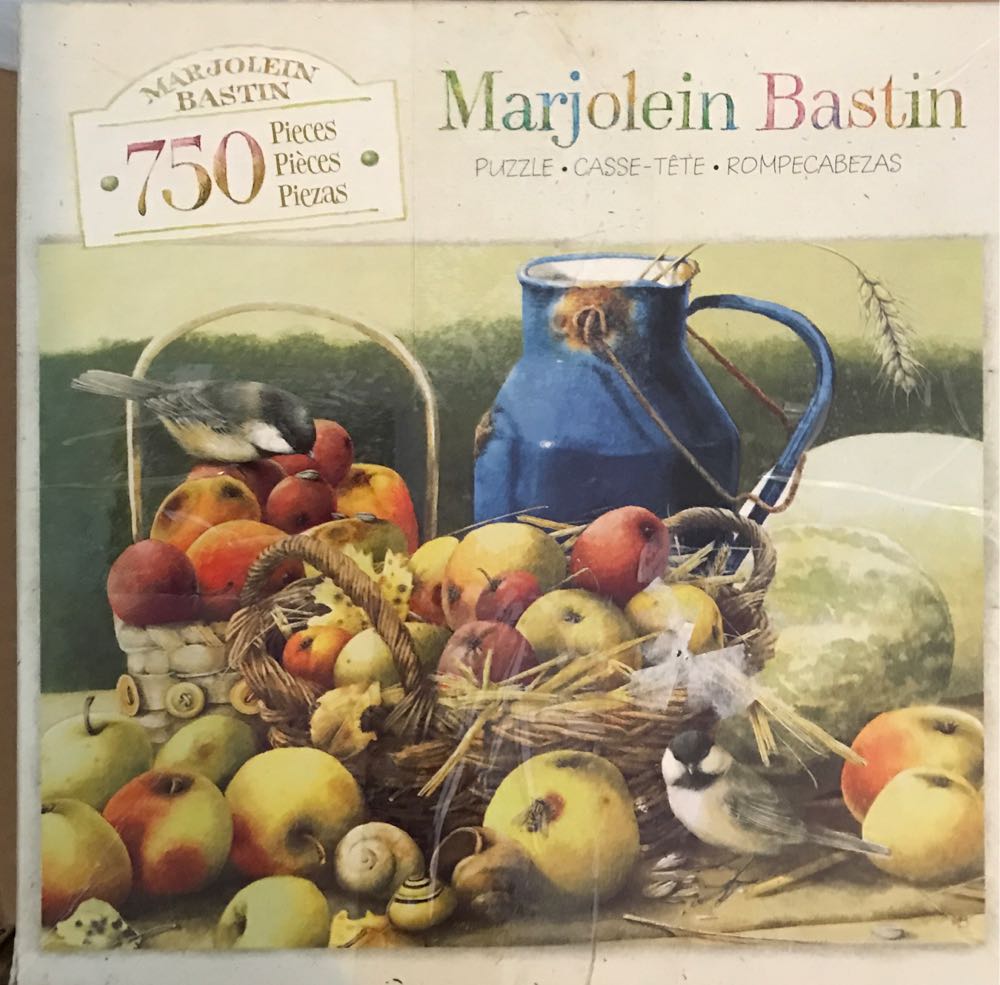 MARJOLEIN
BASTIN
750 Pieces
Pièces
Piezas
Marjolein Bastin
PUZZLE • CASSE-TÊTE • ROMPECABEZAS